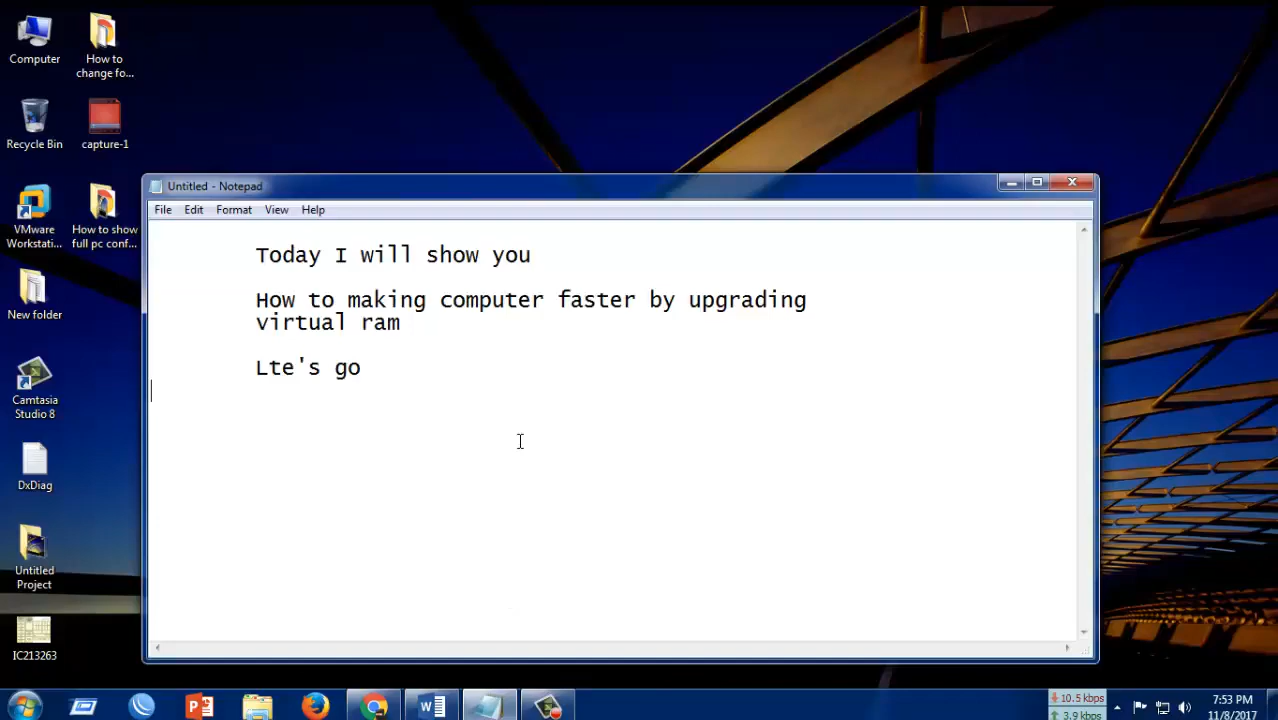 Computer
How to
change fo...
Recycle Bin
capture-1
VMware
Workstati...
How to show
full pc conf...
New folder
Camtasia
Studio 8
DxDiag
Untitled
Project
IC213263
Untitled - Notepad
File Edit Format View Help
Today I will show you
How to making computer faster by upgrading
virtual ram
Lte's go
10.5 kbps
3.9 kbps
7:53 PM
11/8/2017